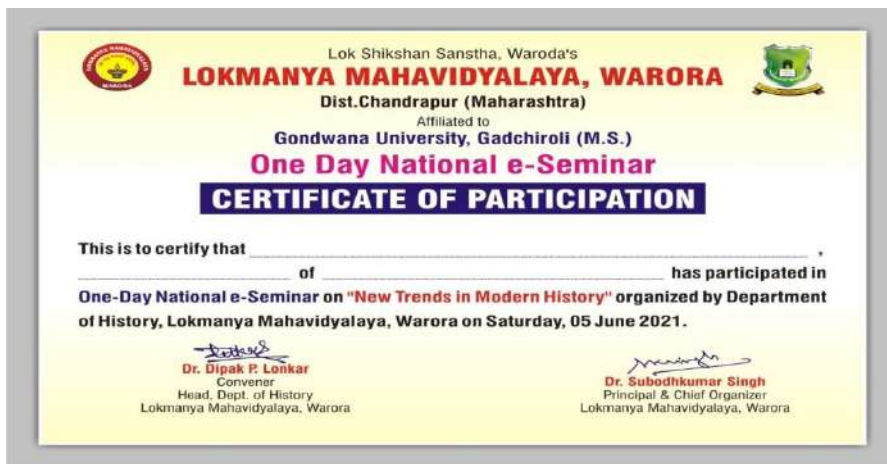 Lok Shikshan Sanstha, Waroda's
LOKMANYA MAHAVIDYALAYA, WARORA
Dist.Chandrapur (Maharashtra)
Affiliated to
Gondwana University, Gadchiroli (M.S.)
One Day National e-Seminar
CERTIFICATE OF PARTICIPATION
This is to certify that ,
of has participated in
One-Day National e-Seminar on "New Trends in Modern History" organized by Department
of History, Lokmanya Mahavidyalaya, Warora on Saturday, 05 June 2021.
Dr. Dipak P. Lonkar
Convener
Head, Dept. of History
Lokmanya Mahavidyalaya, Warora
Dr. Subodhkumar Singh
Principal & Chief Organizer
Lokmanya Mahavidyalaya, Warora